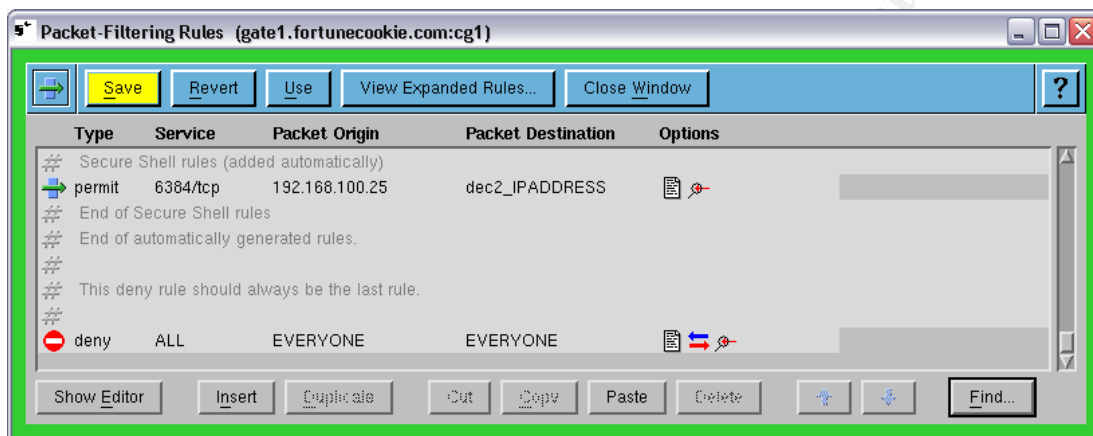 Packet-Filtering Rules (gate1.fortunecookie.com:cg1)
Save Revert Use View Expanded Rules... Close Window ?
Type Service Packet Origin Packet Destination Options
# Secure Shell rules (added automatically)
permit 6384/tcp 192.168.100.25 dec2_IPADDRESS
# End of Secure Shell rules
# End of automatically generated rules.
#
# This deny rule should always be the last rule.
#
deny ALL EVERYONE EVERYONE
Show Editor Insert Duplicate Cut Copy Paste Delete Find...